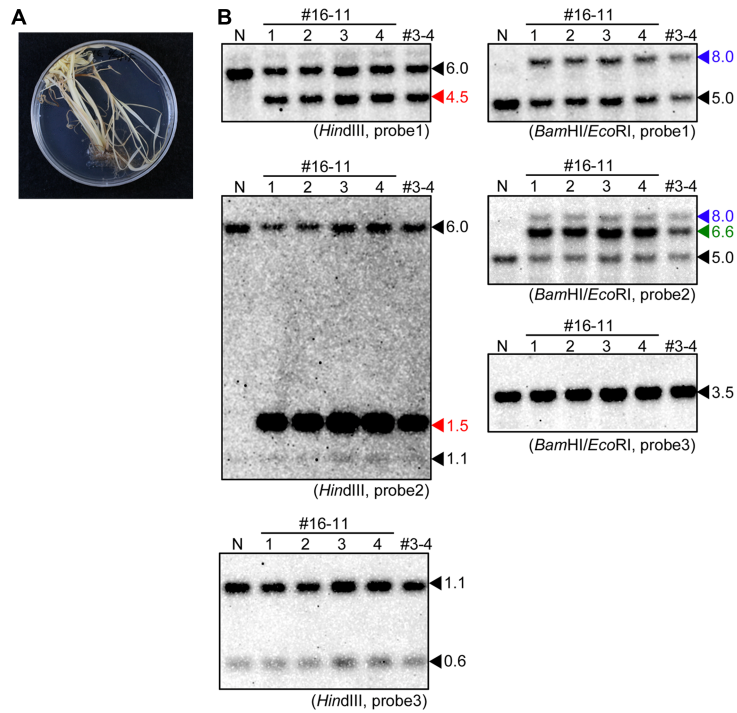 A
B
#16-11
N 1 2 3 4 #3-4
6.0
4.5
(HindIII, probe1)
#16-11
N 1 2 3 4 #3-4
8.0
5.0
(BamHI/EcoRI, probe1)
#16-11
N 1 2 3 4 #3-4
6.0
1.5
1.1
(HindIII, probe2)
#16-11
N 1 2 3 4 #3-4
8.0
6.6
5.0
(BamHI/EcoRI, probe2)
#16-11
N 1 2 3 4 #3-4
3.5
(BamHI/EcoRI, probe3)
#16-11
N 1 2 3 4 #3-4
1.1
0.6
(HindIII, probe3)